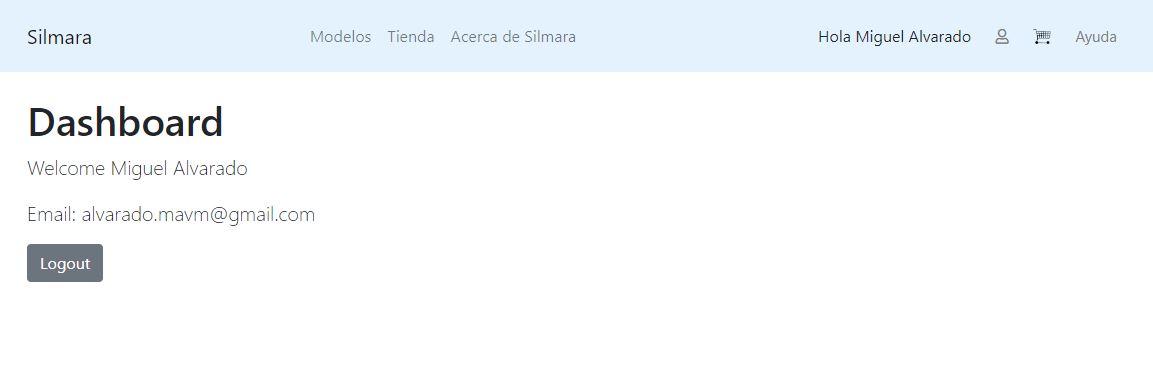 Silmara Modelos Tienda Acerca de Silmara Hola Miguel Alvarado Ayuda
Dashboard
Welcome Miguel Alvarado
Email: alvarado.mavm@gmail.com
Logout